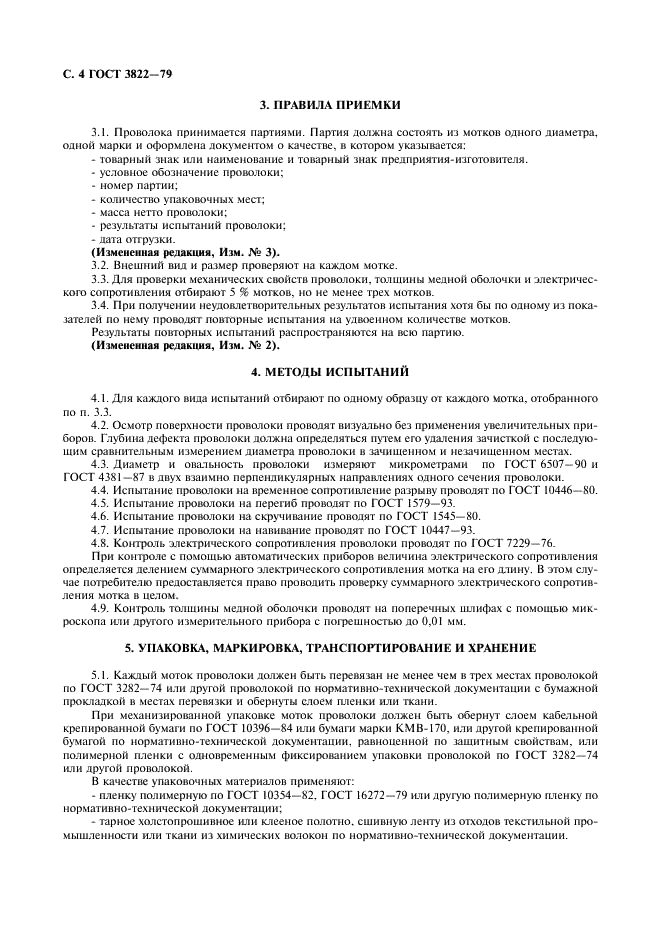 С. 4 ГОСТ 3822—79
3. ПРАВИЛА ПРИЕМКИ
3.1. Проволока принимается партиями. Партия должна состоять из мотков одного диаметра,
одной марки и оформлена документом о качестве, в котором указывается:
- товарный знак или наименование и товарный знак предприятия-изготовителя.
- условное обозначение проволоки;
- номер партии;
- количество упаковочных мест;
- масса нетто проволоки;
- результаты испытаний проволоки;
- дата отгрузки.
(Измененная редакция, Изм. № 3).
3.2. Внешний вид и размер проверяют на каждом мотке.
3.3. Для проверки механических свойств проволоки, толщины медной оболочки и электричес-
кого сопротивления отбирают 5 % мотков, но не менее трех мотков.
3.4. При получении неудовлетворительных результатов испытания хотя бы по одному из пока-
зателей по нему проводят повторные испытания на удвоенном количестве мотков.
Результаты повторных испытаний распространяются на всю партию.
(Измененная редакция, Изм. № 2).
4. МЕТОДЫ ИСПЫТАНИЙ
4.1. Для каждого вида испытаний отбирают по одному образцу от каждого мотка, отобранного
по п. 3.3.
4.2. Осмотр поверхности проволоки проводят визуально без применения увеличительных при-
боров. Глубина дефекта проволоки должна определяться путем его удаления зачисткой с последую-
щим сравнительным измерением диаметра проволоки в зачищенном и незачищенном местах.
4.3. Диаметр и овальность проволоки измеряют микрометрами по ГОСТ 6507—90 и
ГОСТ 4381—87 в двух взаимно перпендикулярных направлениях одного сечения проволоки.
4.4. Испытание проволоки на временное сопротивление разрыву проводят по ГОСТ 10446—80.
4.5. Испытание проволоки на перегиб проводят по ГОСТ 1579—93.
4.6. Испытание проволоки на скручивание проводят по ГОСТ 1545—80.
4.7. Испытание проволоки на навивание проводят по ГОСТ 10447—93.
4.8. Контроль электрического сопротивления проволоки проводят по ГОСТ 7229—76.
При контроле с помощью автоматических приборов величина электрического сопротивления
определяется делением суммарного электрического сопротивления мотка на его длину. В этом слу-
чае потребителю предоставляется право проводить проверку суммарного электрического сопротив-
ления мотка в целом.
4.9. Контроль толщины медной оболочки проводят на поперечных шлифах с помощью мик-
роскопа или другого измерительного прибора с погрешностью до 0,01 мм.
5. УПАКОВКА, МАРКИРОВКА, ТРАНСПОРТИРОВАНИЕ И ХРАНЕНИЕ
5.1. Каждый моток проволоки должен быть перевязан не менее чем в трех местах проволокой
по ГОСТ 3282—74 или другой проволокой по нормативно-технической документации с бумажной
прокладкой в местах перевязки и обернуты слоем пленки или ткани.
При механизированной упаковке моток проволоки должен быть обернут слоем кабельной
крепированной бумаги по ГОСТ 10396—84 или бумаги марки КМВ-170, или другой крепированной
бумагой по нормативно-технической документации, равноценной по защитным свойствам, или
полимерной пленки с одновременным фиксированием упаковки проволокой по ГОСТ 3282—74
или другой проволокой.
В качестве упаковочных материалов применяют:
- пленку полимерную по ГОСТ 10354—82, ГОСТ 16272—79 или другую полимерную пленку по
нормативно-технической документации;
- тарное холстопрошивное или клееное полотно, сшивную ленту из отходов текстильной про-
мышленности или ткани из химических волокон по нормативно-технической документации.